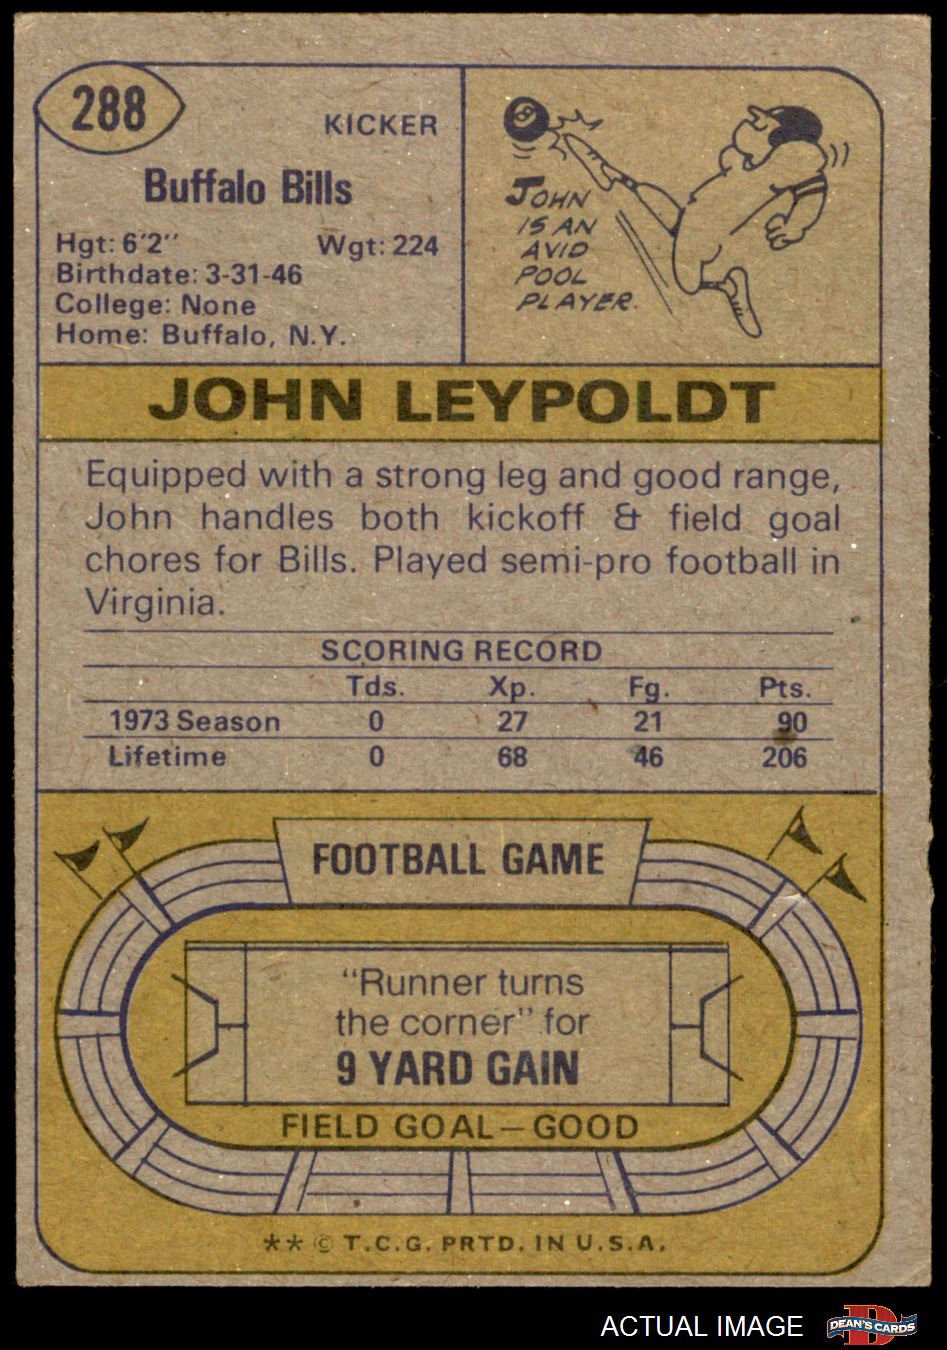 288
KICKER
Buffalo Bills
Hgt: 6'2" Wgt: 224
Birthdate: 3-31-46
College: None
Home: Buffalo, N.Y.
8
JOHN
IS AN
AVID
POOL
PLAYER.
JOHN LEYPOLDT
Equipped with a strong leg and good range,
John handles both kickoff & field goal
chores for Bills. Played semi-pro football in
Virginia.
SCORING RECORD
Tds. Xp. Fg. Pts.
1973 Season 0 27 21 90
Lifetime 0 68 46 206
FOOTBALL GAME
"Runner turns
the corner" for
9 YARD GAIN
FIELD GOAL—GOOD
** © T.C.G. PRTD. IN U.S.A.
ACTUAL IMAGE
D
DEAN'S CARDS